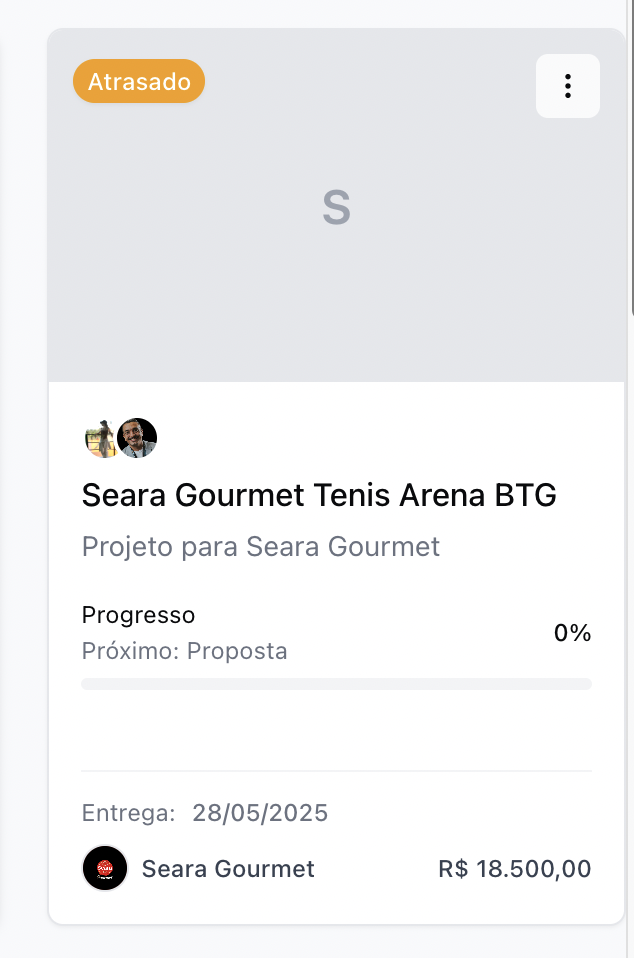 Atrasado
S
Seara Gourmet Tenis Arena BTG
Projeto para Seara Gourmet
Progresso
0%
Próximo: Proposta
Entrega: 28/05/2025
Seara
Seara Gourmet R$ 18.500,00